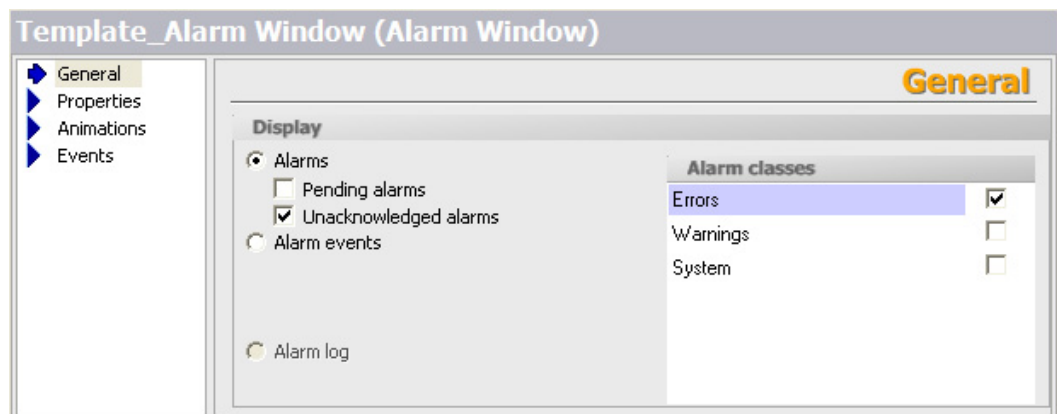 Template_Alarm Window (Alarm Window)
General
Properties
Animations
Events
General
Display
Alarms
Pending alarms
Unacknowledged alarms
Alarm events
Alarm log
Alarm classes
Errors
Warnings
System